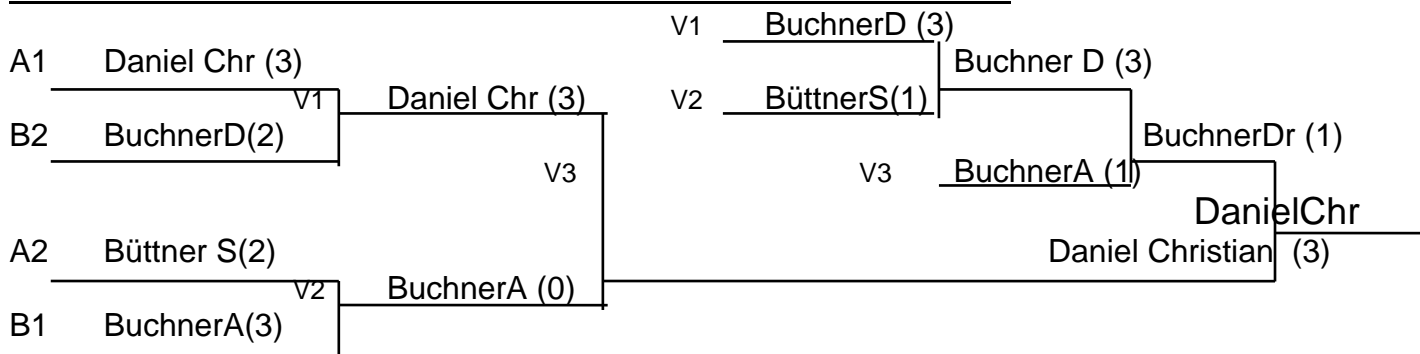 V1 BuchnerD (3)
A1 Daniel Chr (3) Buchner D (3)
V1 Daniel Chr (3) V2 BüttnerS(1)
B2 BuchnerD(2) BuchnerDr (1)
V3 V3 BuchnerA (1)
DanielChr
A2 Büttner S(2) Daniel Christian (3)
V2 BuchnerA (0)
B1 BuchnerA(3)